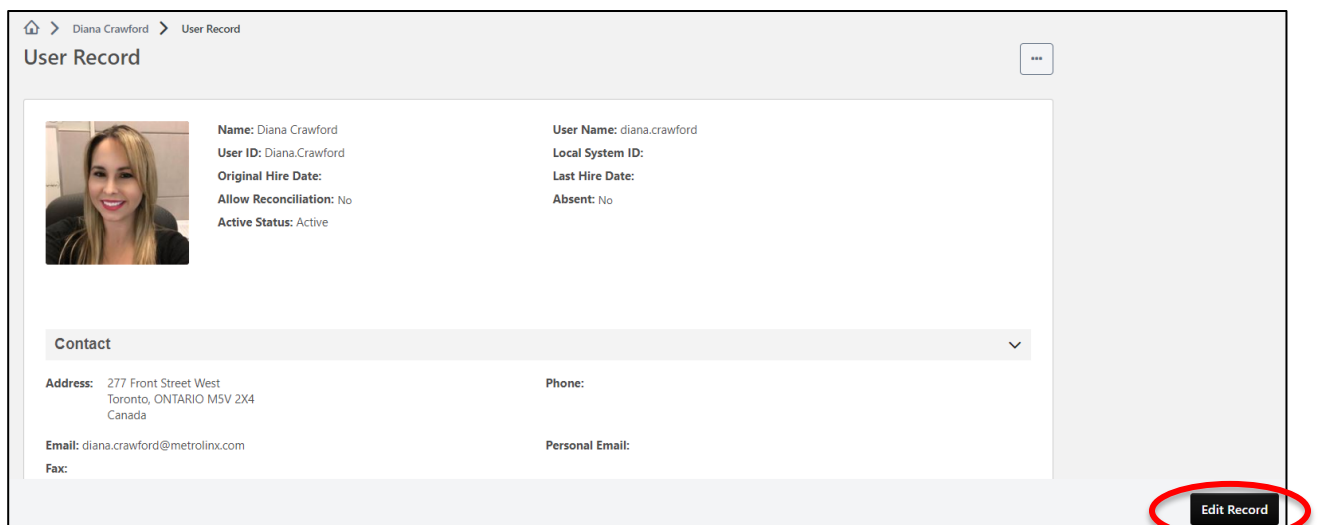 Diana Crawford User Record
User Record
Name: Diana Crawford
User Name: diana.crawford
User ID: Diana.Crawford
Local System ID:
Original Hire Date:
Last Hire Date:
Allow Reconciliation: No
Absent: No
Active Status: Active
Contact
Address: 277 Front Street West
Toronto, ONTARIO M5V 2X4
Canada
Phone:
Email: diana.crawford@metrolinx.com
Personal Email:
Fax:
Edit Record